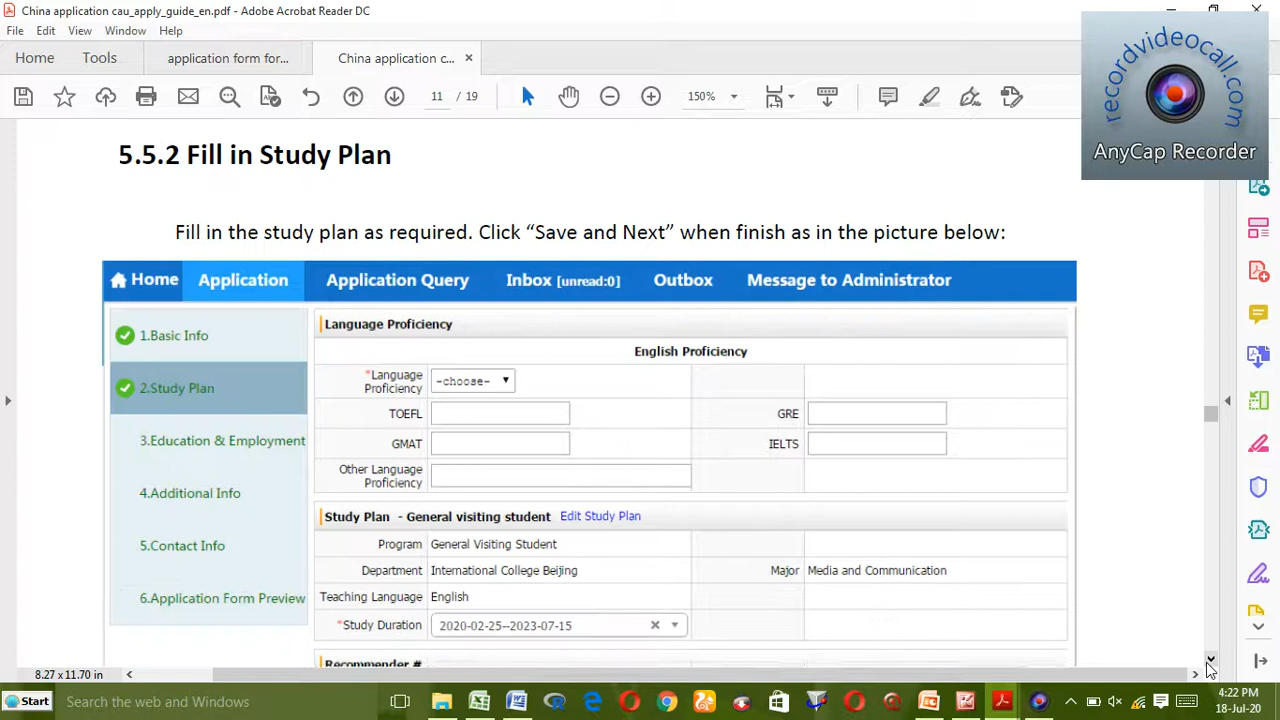 China application cau_apply_guide_en.pdf - Adobe Acrobat Reader DC
File Edit View Window Help
Home Tools application form for... China application c... ×
11 / 19 150%
recordvideocall.com
AnyCap Recorder
5.5.2 Fill in Study Plan
Fill in the study plan as required. Click “Save and Next” when finish as in the picture below:
Home Application Application Query Inbox [unread:0] Outbox Message to Administrator
1.Basic Info
2.Study Plan
3.Education & Employment
4.Additional Info
5.Contact Info
6.Application Form Preview
Language Proficiency
English Proficiency
*Language Proficiency -choose-
TOEFL GRE
GMAT IELTS
Other Language Proficiency
Study Plan - General visiting student Edit Study Plan
Program General Visiting Student
Department International College Beijing Major Media and Communication
Teaching Language English
*Study Duration 2020-02-25--2023-07-15
Recommender #
8.27 x 11.70 in
Start Search the web and Windows
4:22 PM
18-Jul-20